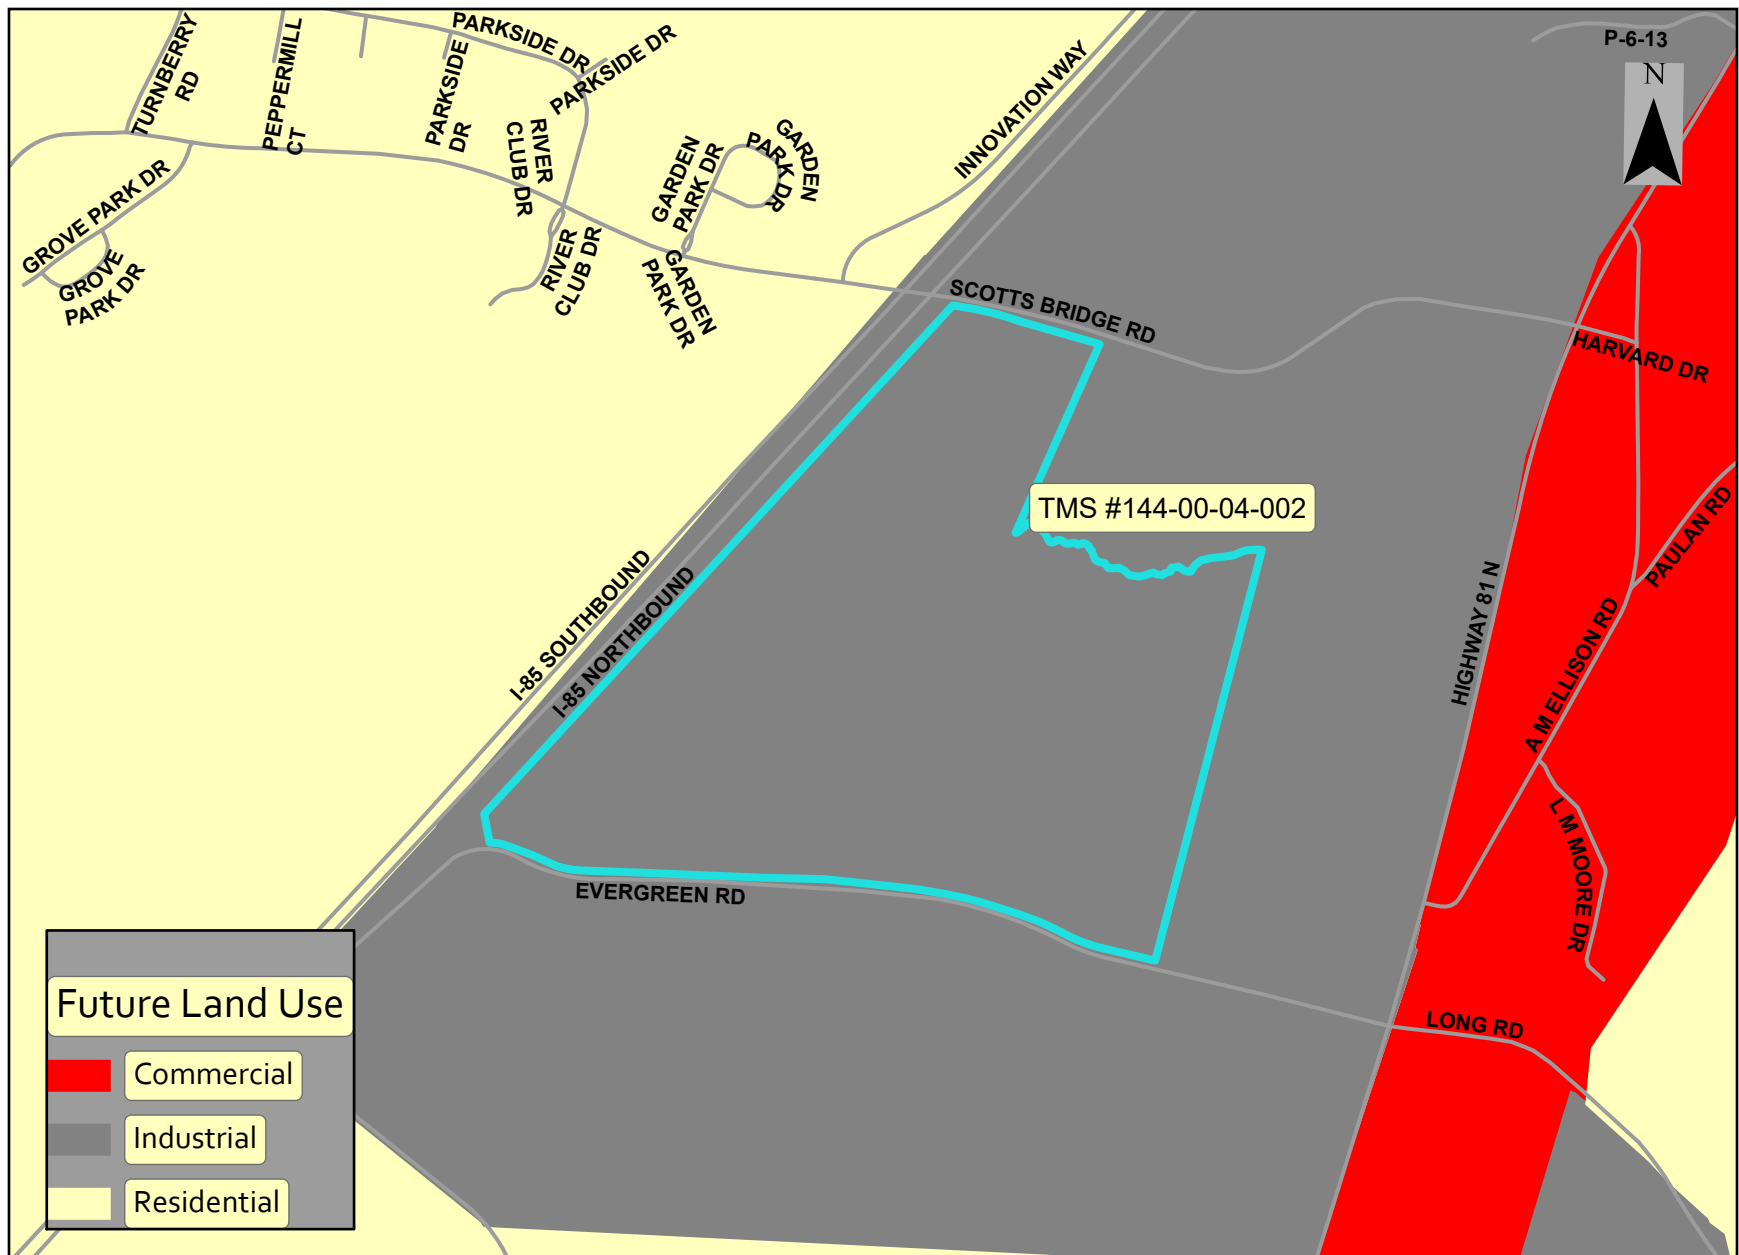 TURNBERRY
RD
PEPPERMILL
CT
PARKSIDE DR
PARKSIDE DR
PARKSIDE
DR
RIVER
CLUB DR
GARDEN
PARK DR
GARDEN
PARK DR
INNOVATION WAY
P-6-13
N
GROVE PARK DR
GROVE
PARK DR
RIVER
CLUB DR
GARDEN
PARK DR
SCOTTS BRIDGE RD
HARVARD DR
TMS #144-00-04-002
PAULAN RD
I-85 SOUTHBOUND
I-85 NORTHBOUND
HIGHWAY 81 N
A M ELLISON RD
L M MOORE DR
EVERGREEN RD
LONG RD
Future Land Use
Commercial
Industrial
Residential